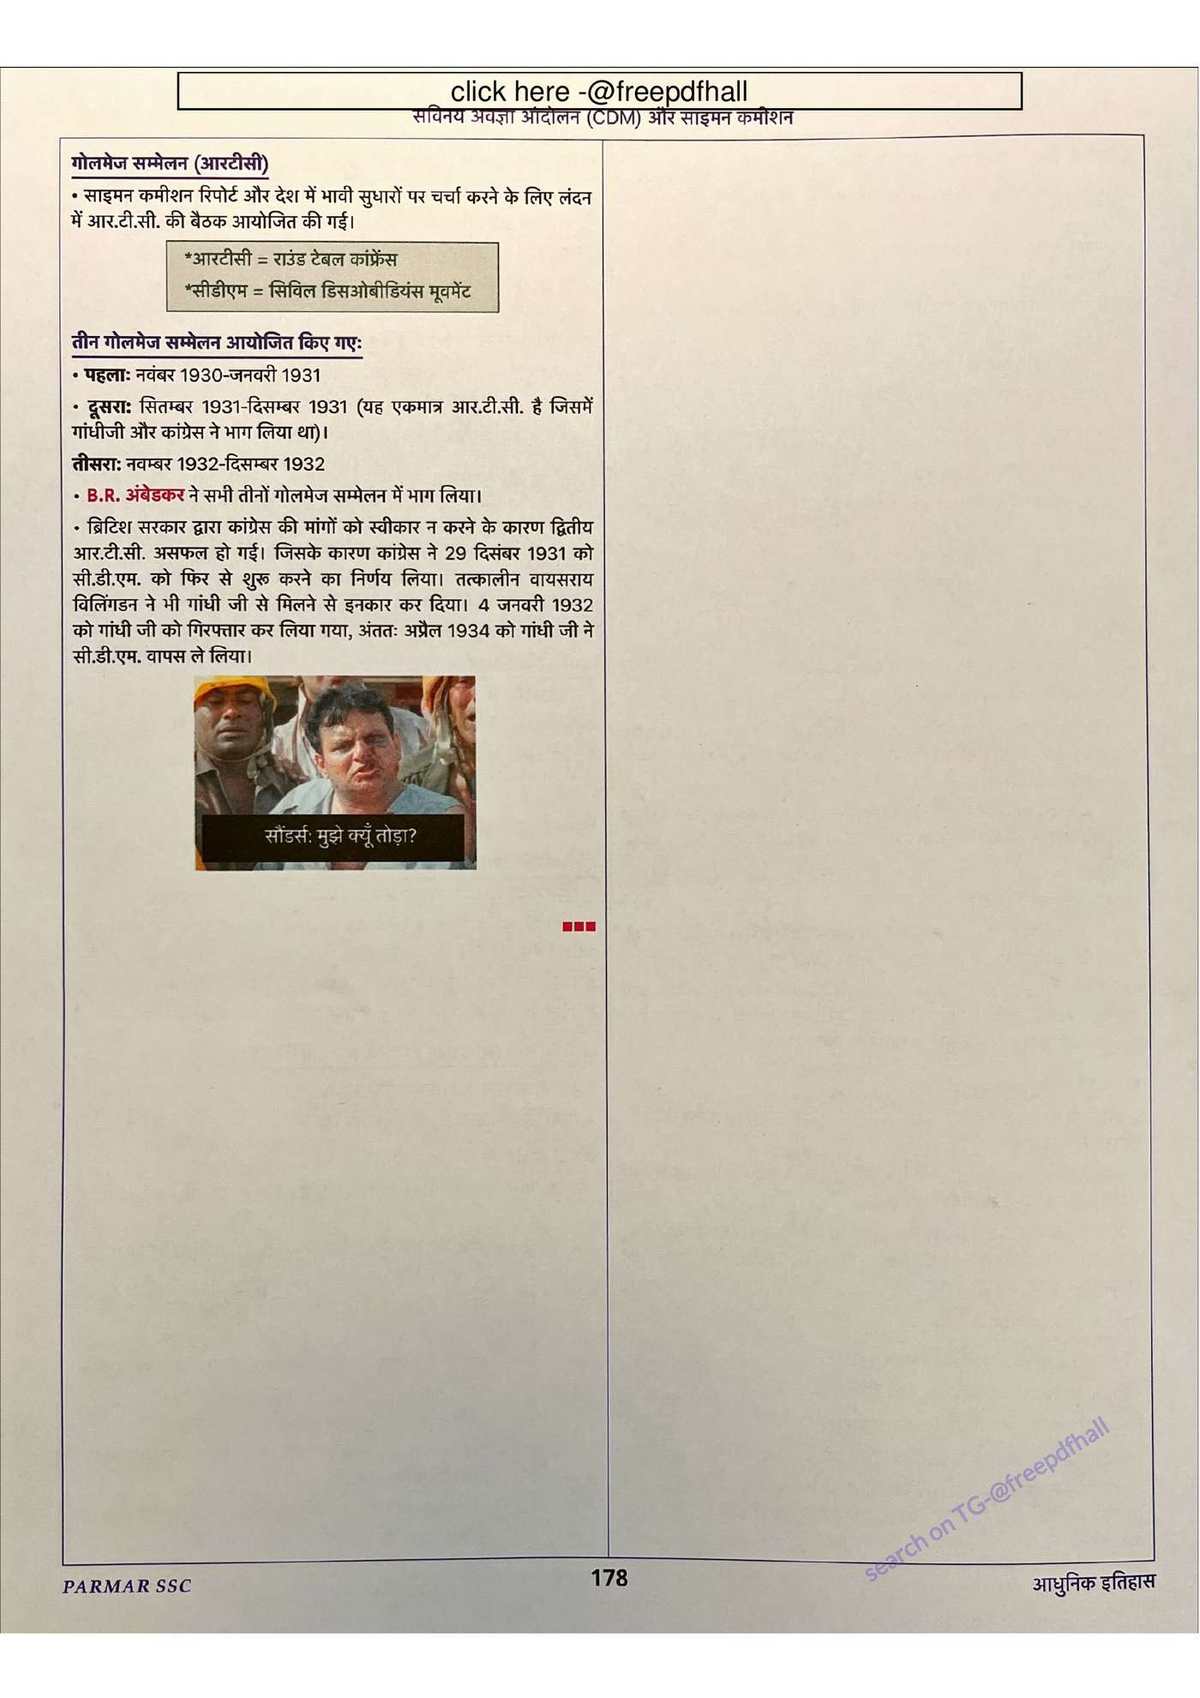 click here -@freepdfhall
सविनय अवज्ञा आंदोलन (CDM) और साइमन कमीशन
गोलमेज सम्मेलन (आरटीसी)
• साइमन कमीशन रिपोर्ट और देश में भावी सुधारों पर चर्चा करने के लिए लंदन
में आर.टी.सी. की बैठक आयोजित की गई।
*आरटीसी = राउंड टेबल कांफ्रेंस
*सीडीएम = सिविल डिसओबीडियंस मूवमेंट
तीन गोलमेज सम्मेलन आयोजित किए गए:
• पहला: नवंबर 1930-जनवरी 1931
• दूसरा: सितम्बर 1931-दिसम्बर 1931 (यह एकमात्र आर.टी.सी. है जिसमें
गांधीजी और कांग्रेस ने भाग लिया था)।
तीसरा: नवम्बर 1932-दिसम्बर 1932
• B.R. अंबेडकर ने सभी तीनों गोलमेज सम्मेलन में भाग लिया।
• ब्रिटिश सरकार द्वारा कांग्रेस की मांगों को स्वीकार न करने के कारण द्वितीय
आर.टी.सी. असफल हो गई। जिसके कारण कांग्रेस ने 29 दिसंबर 1931 को
सी.डी.एम. को फिर से शुरू करने का निर्णय लिया। तत्कालीन वायसराय
विलिंगडन ने भी गांधी जी से मिलने से इनकार कर दिया। 4 जनवरी 1932
को गांधी जी को गिरफ्तार कर लिया गया, अंततः अप्रैल 1934 को गांधी जी ने
सी.डी.एम. वापस ले लिया।
सौंडर्स: मुझे क्यूँ तोड़ा?
search on TG-@freepdfhall
PARMAR SSC
178
आधुनिक इतिहास